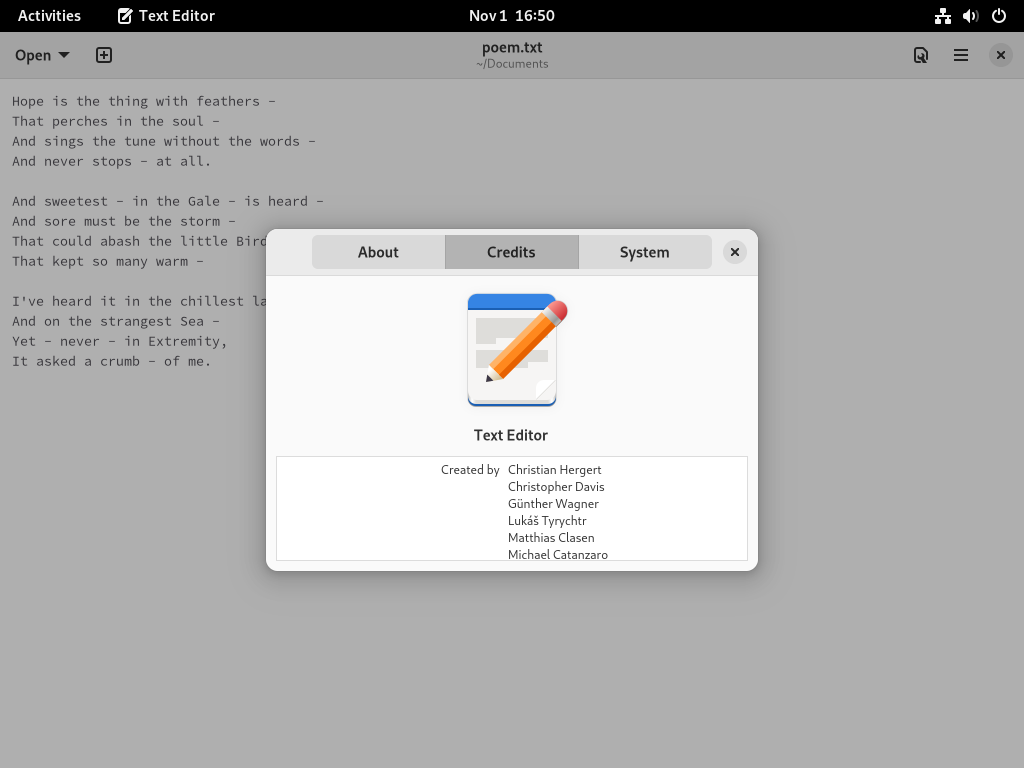 Activities Text Editor Nov 1 16:50
Open poem.txt
~/Documents
Hope is the thing with feathers –
That perches in the soul –
And sings the tune without the words –
And never stops – at all.
And sweetest – in the Gale – is heard –
And sore must be the storm –
That could abash the little Bird
That kept so many warm –
I've heard it in the chillest la
And on the strangest Sea –
Yet – never – in Extremity,
It asked a crumb – of me.
About Credits System
Text Editor
Created by Christian Hergert
Christopher Davis
Günther Wagner
Lukáš Tyrychtr
Matthias Clasen
Michael Catanzaro